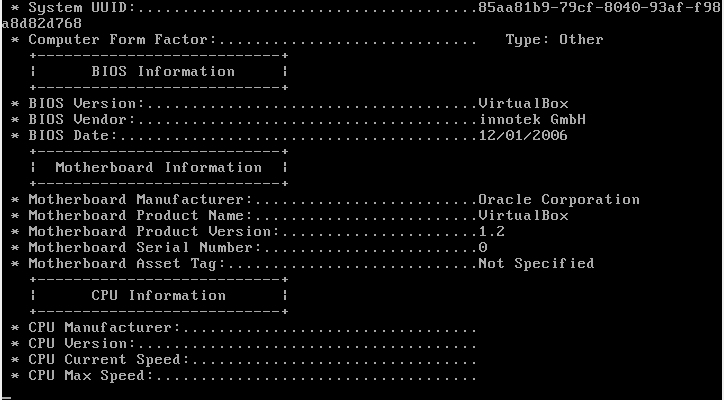 * System UUID:......................................85aa81b9-79cf-8040-93af-f98
a8d82d768
* Computer Form Factor:.............................   Type: Other
+---------------------------+
|      BIOS Information     |
+---------------------------+
* BIOS Version:.....................................VirtualBox
* BIOS Vendor:......................................innotek GmbH
* BIOS Date:........................................12/01/2006
+---------------------------+
|  Motherboard Information  |
+---------------------------+
* Motherboard Manufacturer:.........................Oracle Corporation
* Motherboard Product Name:.........................VirtualBox
* Motherboard Product Version:......................1.2
* Motherboard Serial Number:........................0
* Motherboard Asset Tag:............................Not Specified
+---------------------------+
|      CPU Information      |
+---------------------------+
* CPU Manufacturer:.................................
* CPU Version:......................................
* CPU Current Speed:................................
* CPU Max Speed:....................................